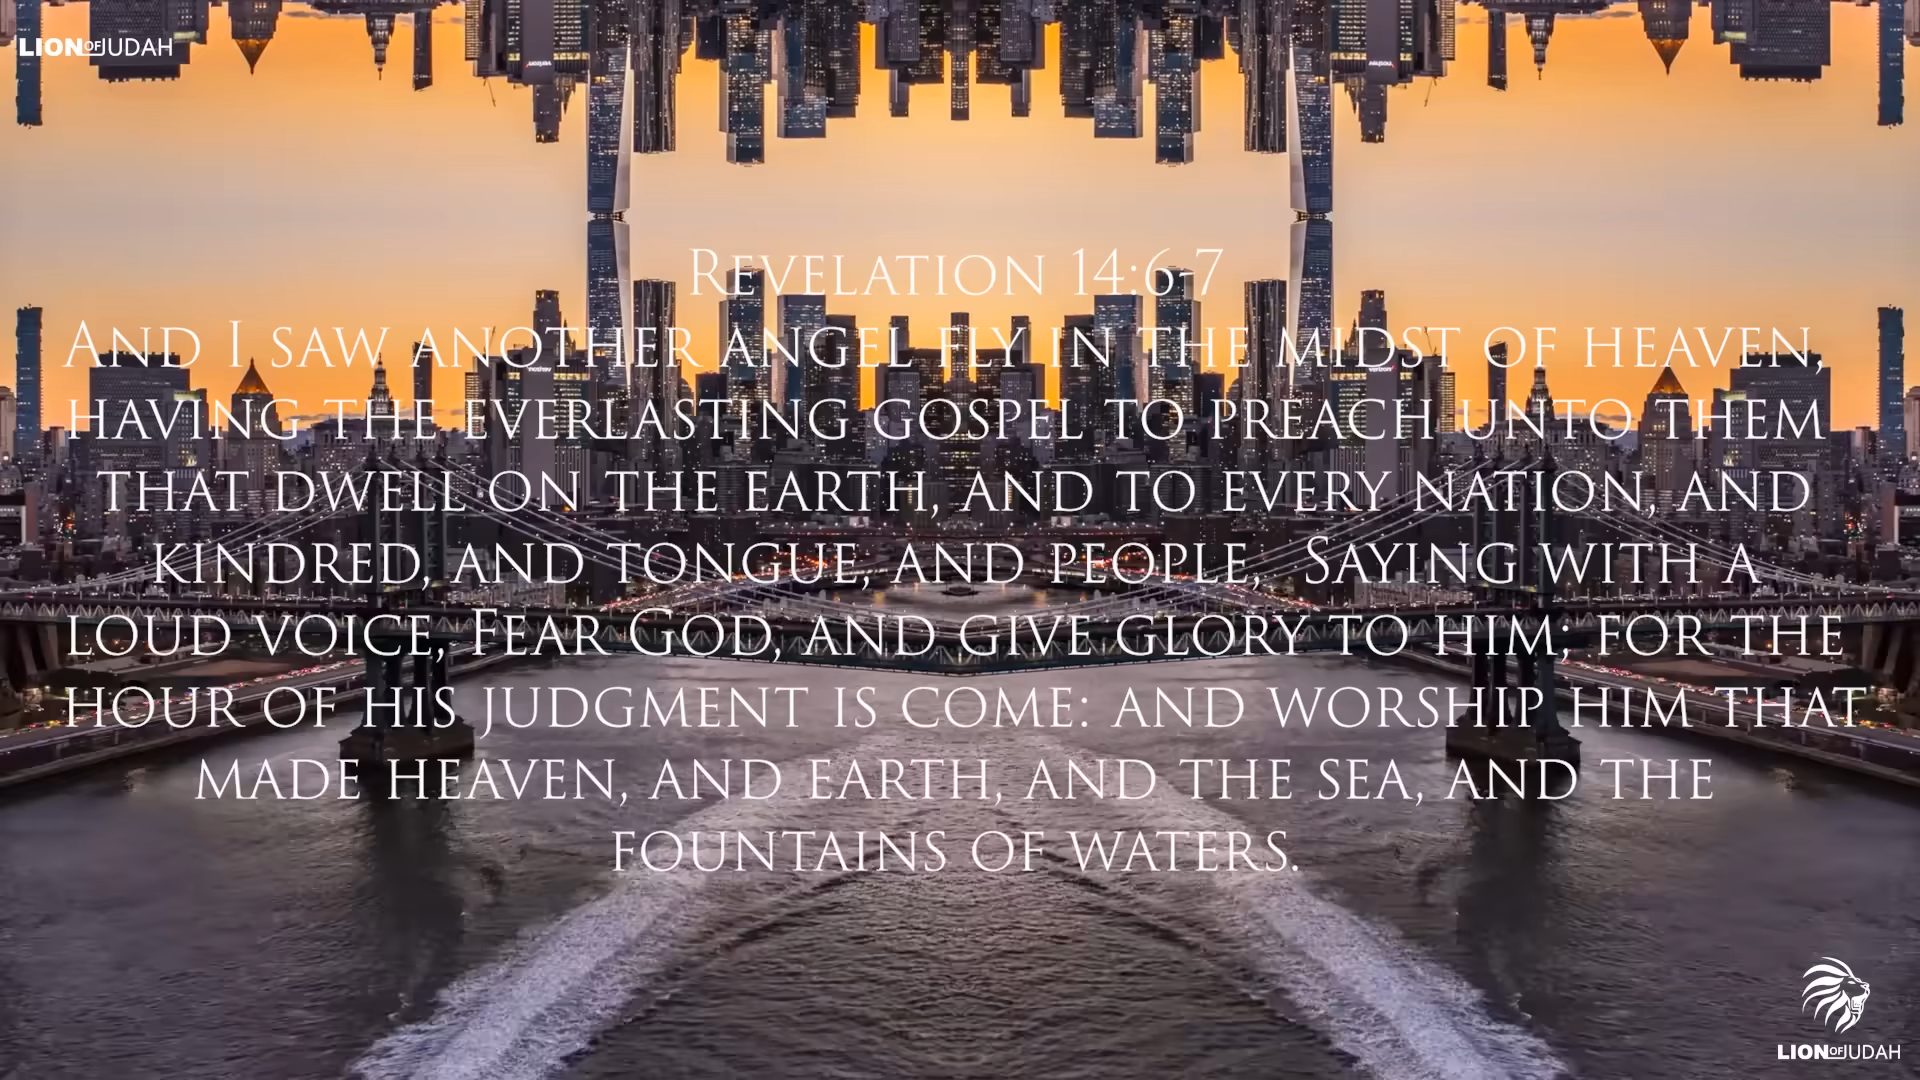 LION OF JUDAH
verizon
Revelation 14:6-7
And I saw another angel fly in the midst of heaven,
having the everlasting gospel to preach unto them
that dwell on the earth, and to every nation, and
kindred, and tongue, and people, Saying with a
loud voice, Fear God, and give glory to him; for the
hour of his judgment is come: and worship him that
made heaven, and earth, and the sea, and the
fountains of waters.
LION OF JUDAH